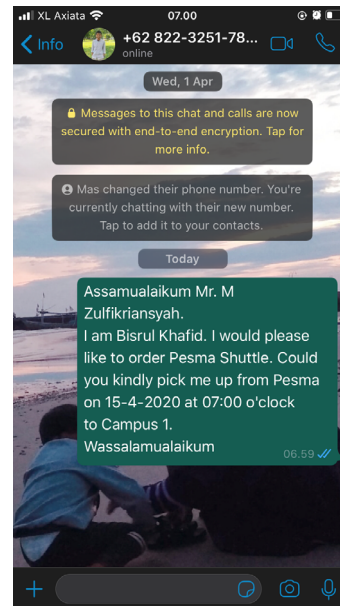 XL Axiata 07.00
Info +62 822-3251-78...
online
Wed, 1 Apr
Messages to this chat and calls are now
secured with end-to-end encryption. Tap for
more info.
Mas changed their phone number. You're
currently chatting with their new number.
Tap to add it to your contacts.
Today
Assamualaikum Mr. M
Zulfikriansyah.
I am Bisrul Khafid. I would please
like to order Pesma Shuttle. Could
you kindly pick me up from Pesma
on 15-4-2020 at 07:00 o'clock
to Campus 1.
Wassalamualaikum
06.59